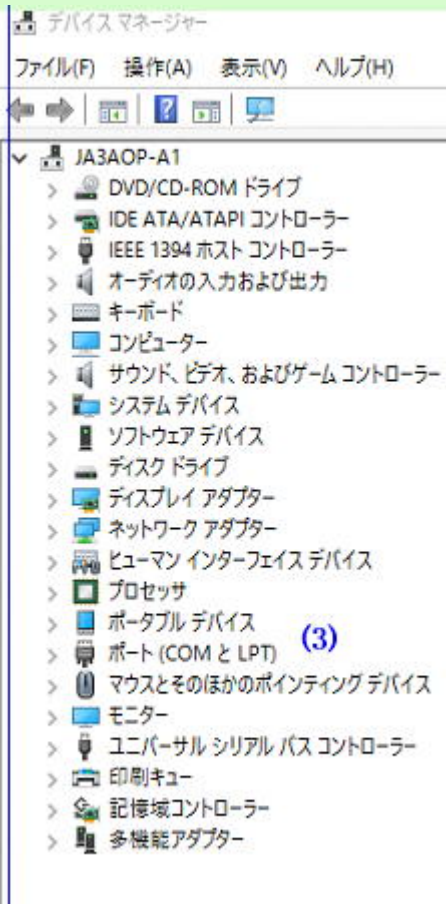 デバイス マネージャー
ファイル(F) 操作(A) 表示(V) ヘルプ(H)
JA3AOP-A1
DVD/CD-ROM ドライブ
IDE ATA/ATAPI コントローラー
IEEE 1394 ホスト コントローラー
オーディオの入力および出力
キーボード
コンピューター
サウンド、ビデオ、およびゲーム コントローラー
システム デバイス
ソフトウェア デバイス
ディスク ドライブ
ディスプレイ アダプター
ネットワーク アダプター
ヒューマン インターフェイス デバイス
プロセッサ
ポータブル デバイス
ポート (COM と LPT) (3)
マウスとそのほかのポインティング デバイス
モニター
ユニバーサル シリアル バス コントローラー
印刷キュー
記憶域コントローラー
多機能アダプター